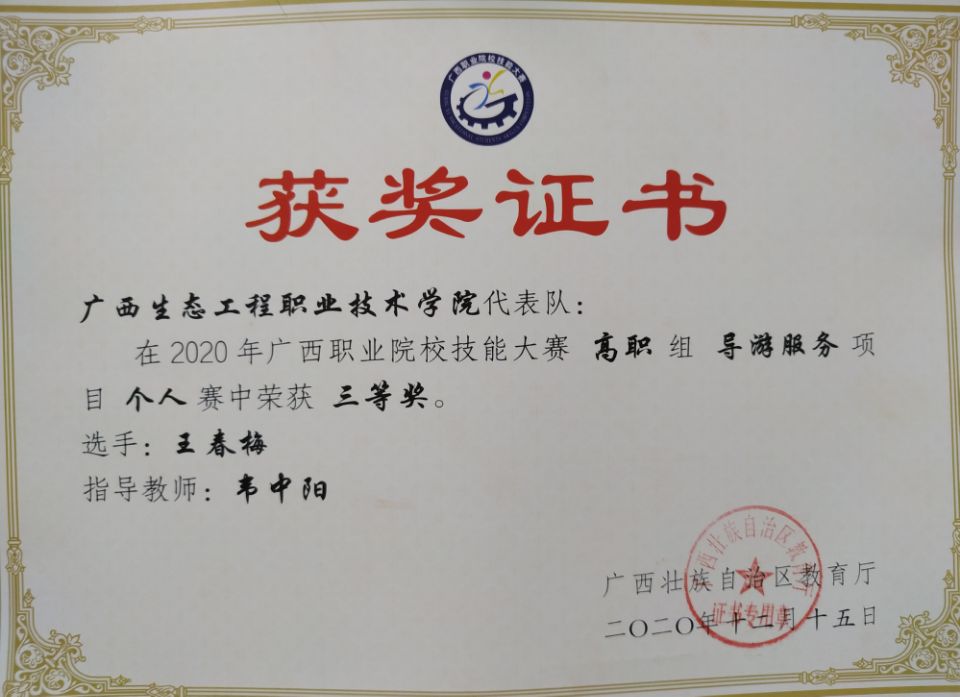 广西职业院校技能大赛
获奖证书
广西生态工程职业技术学院代表队：
在2020年广西职业院校技能大赛 高职 组 导游服务 项
目 个人 赛中荣获 三等奖。
选手：王春梅
指导教师：韦中阳
广西壮族自治区教育厅
二〇二〇年十二月十五日
广西壮族自治区教育厅
证书专用章